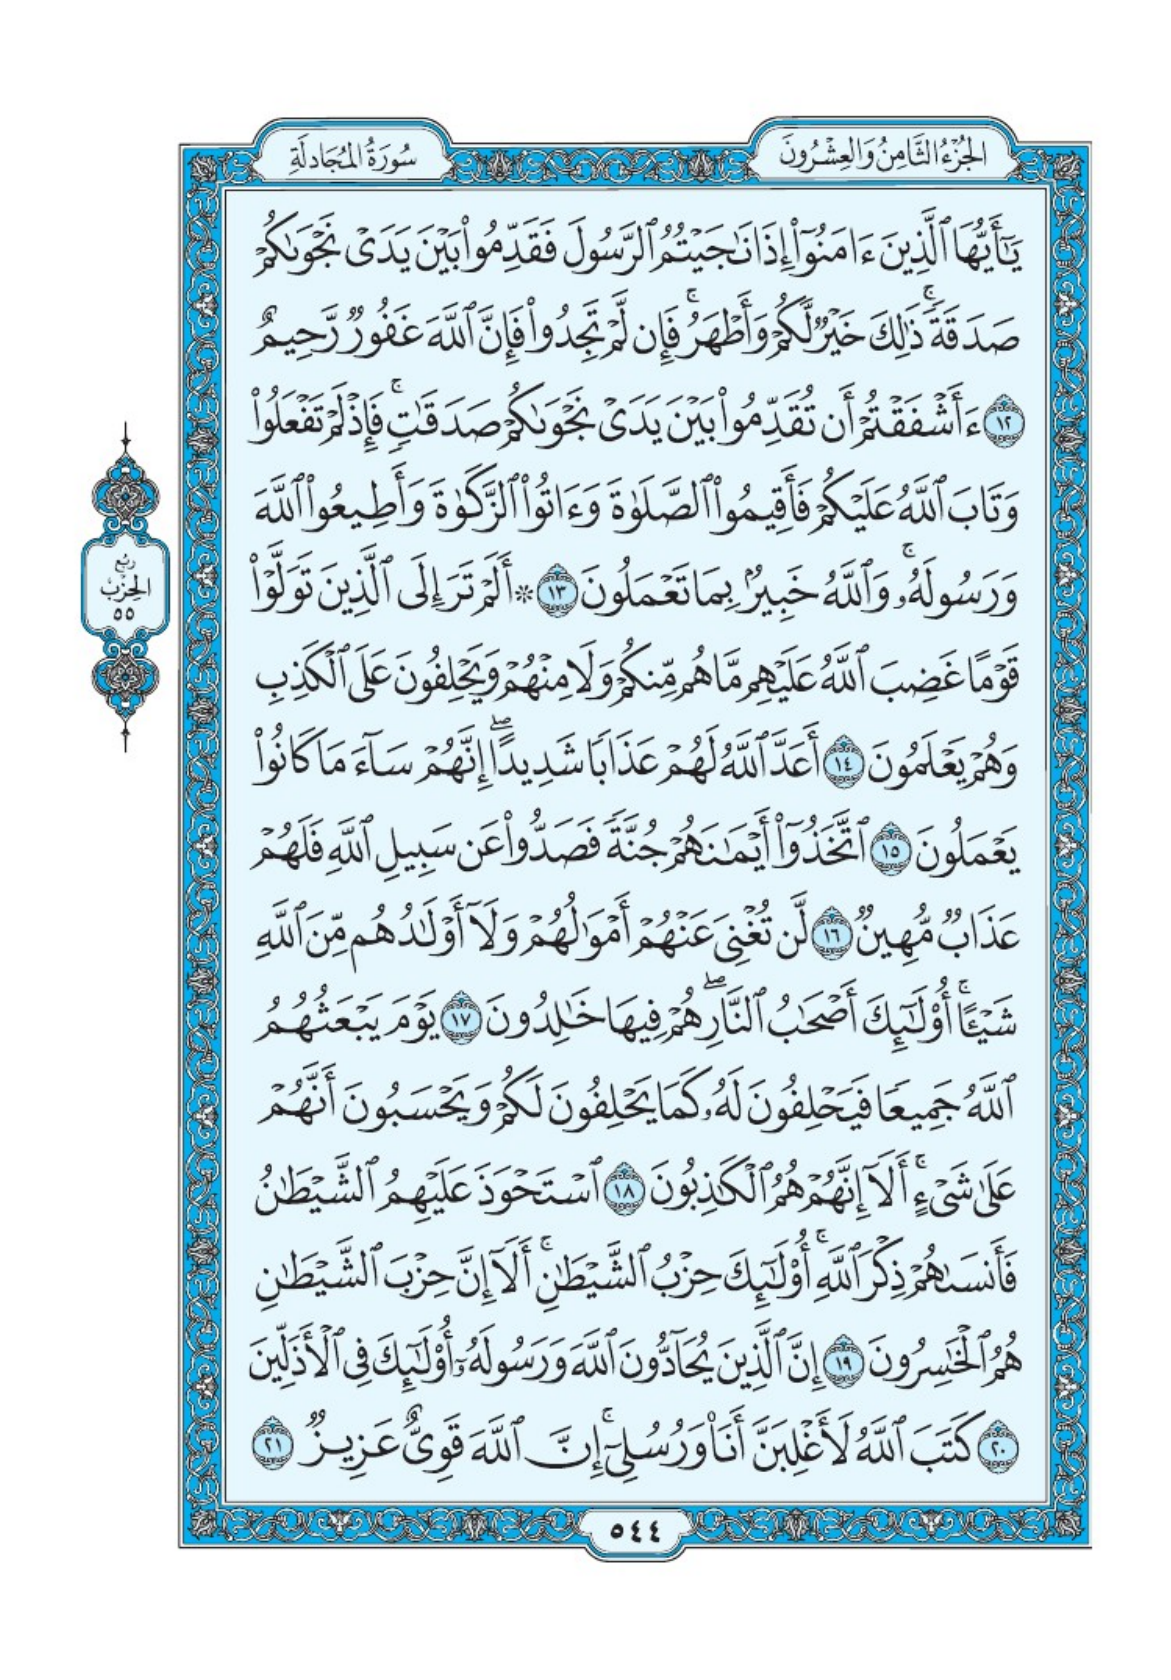 الجُزْءُ الثَّامِنُ وَالعِشْرُونَ
سُورَةُ المُجَادلَةِ
يَٰٓأَيُّهَا ٱلَّذِينَ ءَامَنُوٓاْ إِذَا نَٰجَيۡتُمُ ٱلرَّسُولَ فَقَدِّمُواْ بَيۡنَ يَدَيۡ نَجۡوَىٰكُمۡ
صَدَقَةٗۚ ذَٰلِكَ خَيۡرٞ لَّكُمۡ وَأَطۡهَرُۚ فَإِن لَّمۡ تَجِدُواْ فَإِنَّ ٱللَّهَ غَفُورٞ رَّحِيمٌ
١٢ ءَأَشۡفَقۡتُمۡ أَن تُقَدِّمُواْ بَيۡنَ يَدَيۡ نَجۡوَىٰكُمۡ صَدَقَٰتٖۚ فَإِذۡ لَمۡ تَفۡعَلُواْ
وَتَابَ ٱللَّهُ عَلَيۡكُمۡ فَأَقِيمُواْ ٱلصَّلَوٰةَ وَءَاتُواْ ٱلزَّكَوٰةَ وَأَطِيعُواْ ٱللَّهَ
وَرَسُولَهُۥۚ وَٱللَّهُ خَبِيرُۢ بِمَا تَعۡمَلُونَ ١٣ ۞ أَلَمۡ تَرَ إِلَى ٱلَّذِينَ تَوَلَّوۡاْ
قَوۡمًا غَضِبَ ٱللَّهُ عَلَيۡهِم مَّا هُم مِّنكُمۡ وَلَا مِنۡهُمۡ وَيَحۡلِفُونَ عَلَى ٱلۡكَذِبِ
وَهُمۡ يَعۡلَمُونَ ١٤ أَعَدَّ ٱللَّهُ لَهُمۡ عَذَابٗا شَدِيدًاۖ إِنَّهُمۡ سَآءَ مَا كَانُواْ
يَعۡمَلُونَ ١٥ ٱتَّخَذُوٓاْ أَيۡمَٰنَهُمۡ جُنَّةٗ فَصَدُّواْ عَن سَبِيلِ ٱللَّهِ فَلَهُمۡ
عَذَابٞ مُّهِينٞ ١٦ لَّن تُغۡنِيَ عَنۡهُمۡ أَمۡوَٰلُهُمۡ وَلَآ أَوۡلَٰدُهُم مِّنَ ٱللَّهِ
شَيۡـًٔاۚ أُوْلَٰٓئِكَ أَصۡحَٰبُ ٱلنَّارِۖ هُمۡ فِيهَا خَٰلِدُونَ ١٧ يَوۡمَ يَبۡعَثُهُمُ
ٱللَّهُ جَمِيعٗا فَيَحۡلِفُونَ لَهُۥ كَمَا يَحۡلِفُونَ لَكُمۡ وَيَحۡسَبُونَ أَنَّهُمۡ
عَلَىٰ شَيۡءٍۚ أَلَآ إِنَّهُمۡ هُمُ ٱلۡكَٰذِبُونَ ١٨ ٱسۡتَحۡوَذَ عَلَيۡهِمُ ٱلشَّيۡطَٰنُ
فَأَنسَىٰهُمۡ ذِكۡرَ ٱللَّهِۚ أُوْلَٰٓئِكَ حِزۡبُ ٱلشَّيۡطَٰنِۚ أَلَآ إِنَّ حِزۡبَ ٱلشَّيۡطَٰنِ
هُمُ ٱلۡخَٰسِرُونَ ١٩ إِنَّ ٱلَّذِينَ يُحَآدُّونَ ٱللَّهَ وَرَسُولَهُۥٓ أُوْلَٰٓئِكَ فِي ٱلۡأَذَلِّينَ
٢٠ كَتَبَ ٱللَّهُ لَأَغۡلِبَنَّ أَنَا۠ وَرُسُلِيٓۚ إِنَّ ٱللَّهَ قَوِيٌّ عَزِيزٞ ٢١
رُبْع
الحِزْبْ
٥٥
٥٤٤